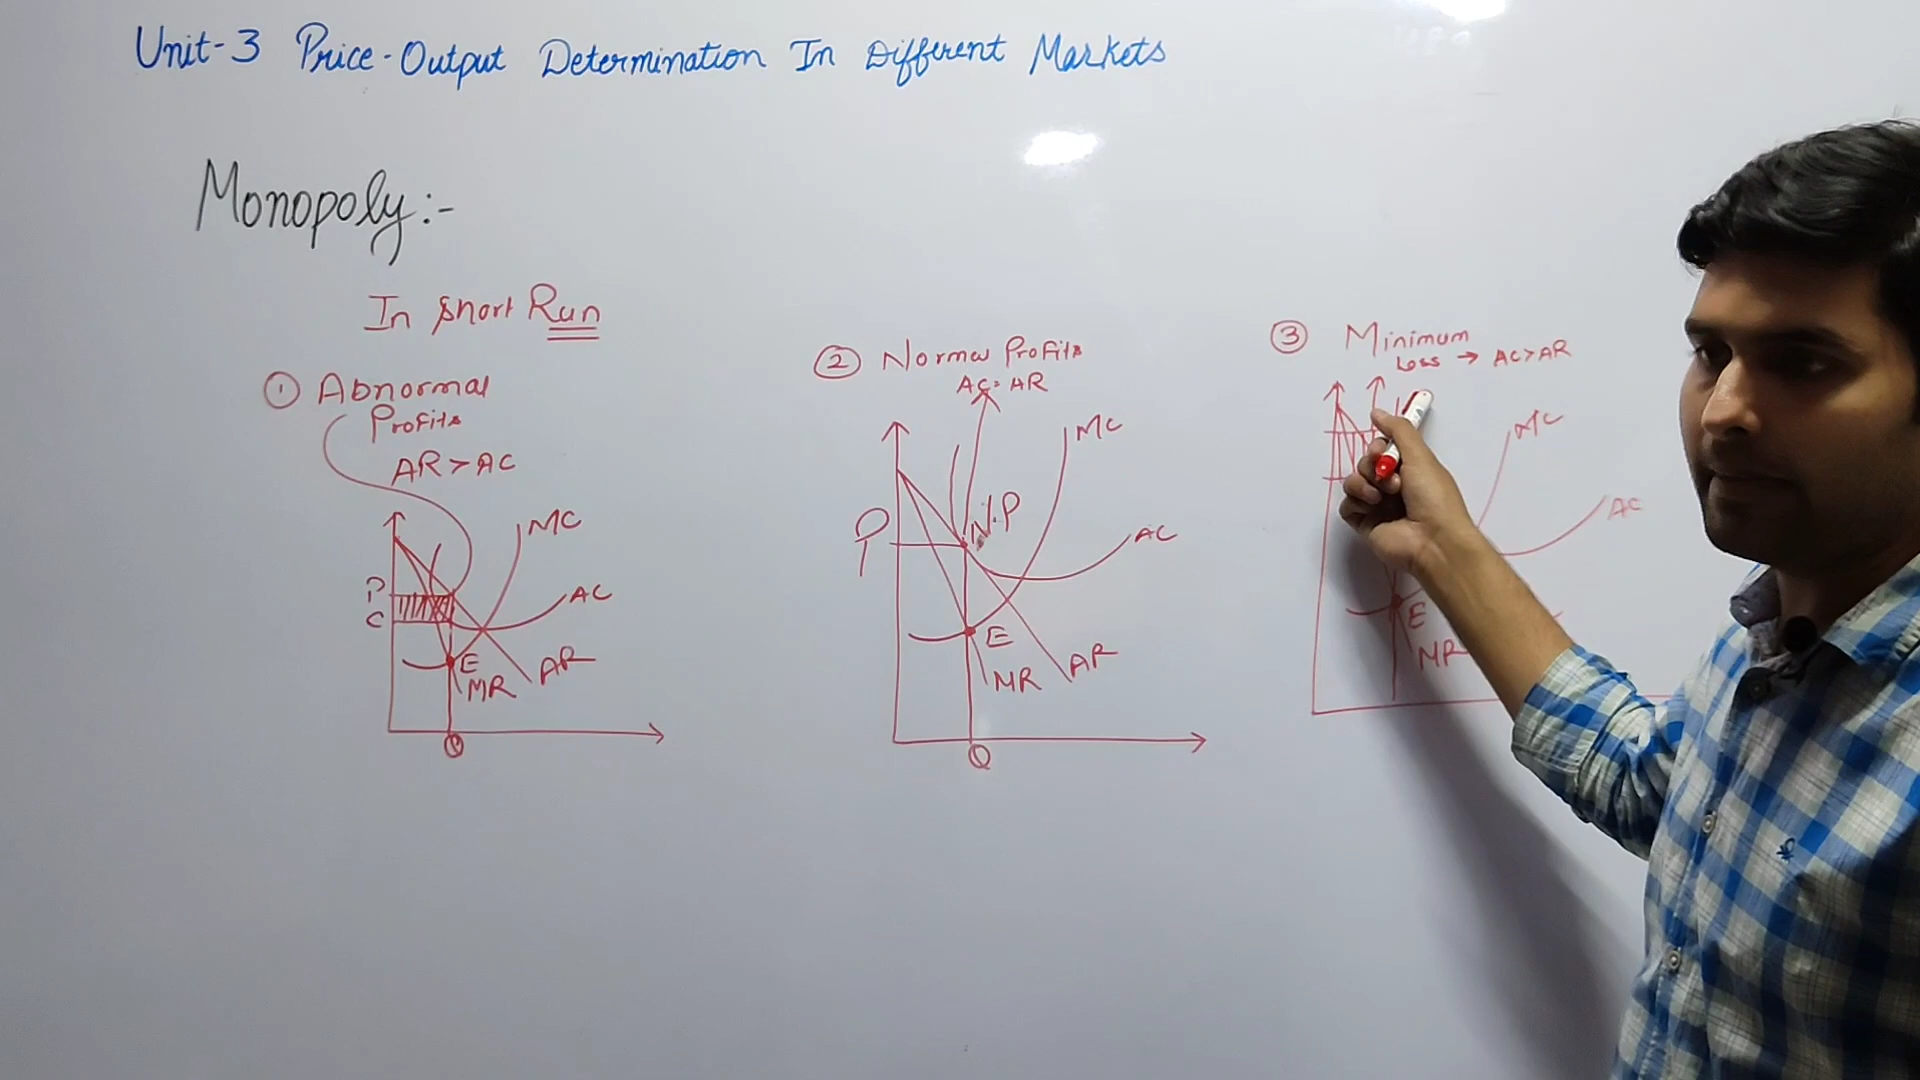 Unit-3 Price-Output Determination In Different Markets
Monopoly:-
In short Run
① Abnormal
Profits
AR > AC
MC
P
C
AC
E
MR
AR
Q
② Normal Profits
AC = AR
MC
N.P
P
AC
E
MR
AR
Q
③ Minimum
Loss → AC>AR
MC
AC
E
MR